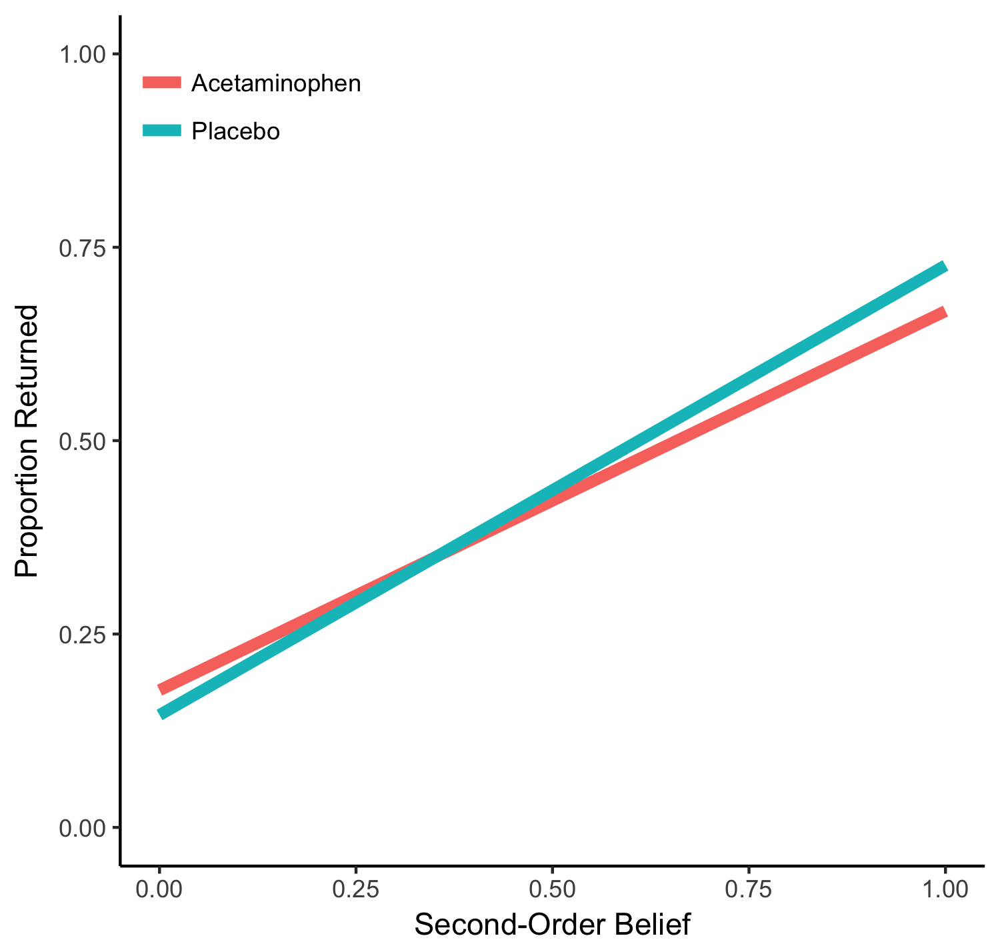 1.00
Acetaminophen
Placebo
0.75
0.50
0.25
0.00
Proportion Returned
0.00 0.25 0.50 0.75 1.00
Second-Order Belief